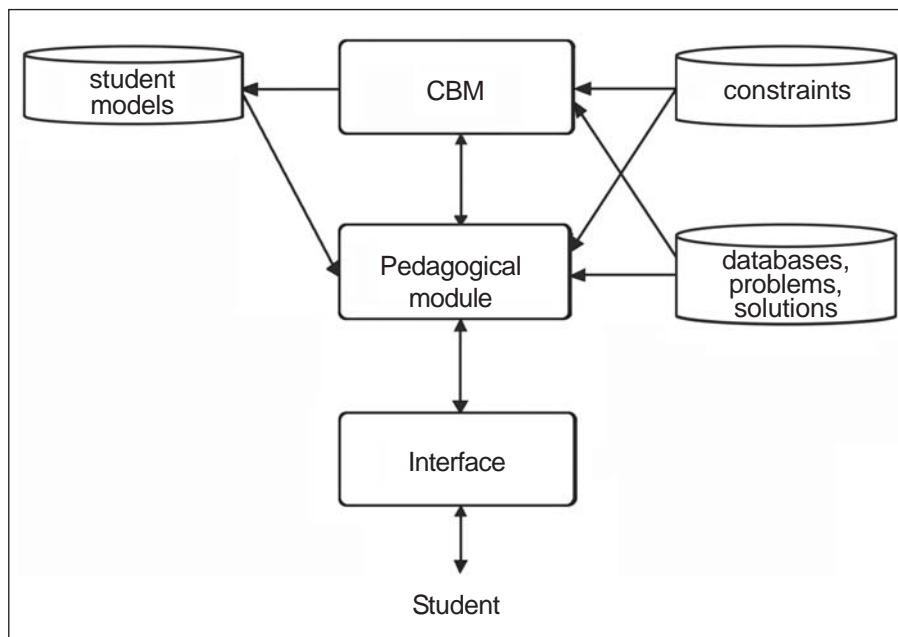 student
models
CBM
constraints
Pedagogical
module
databases,
problems,
solutions
Interface
Student